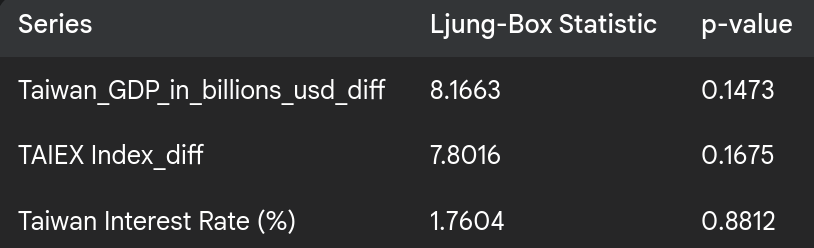 Series Ljung-Box Statistic p-value
Taiwan_GDP_in_billions_usd_diff 8.1663 0.1473
TAIEX Index_diff 7.8016 0.1675
Taiwan Interest Rate (%) 1.7604 0.8812